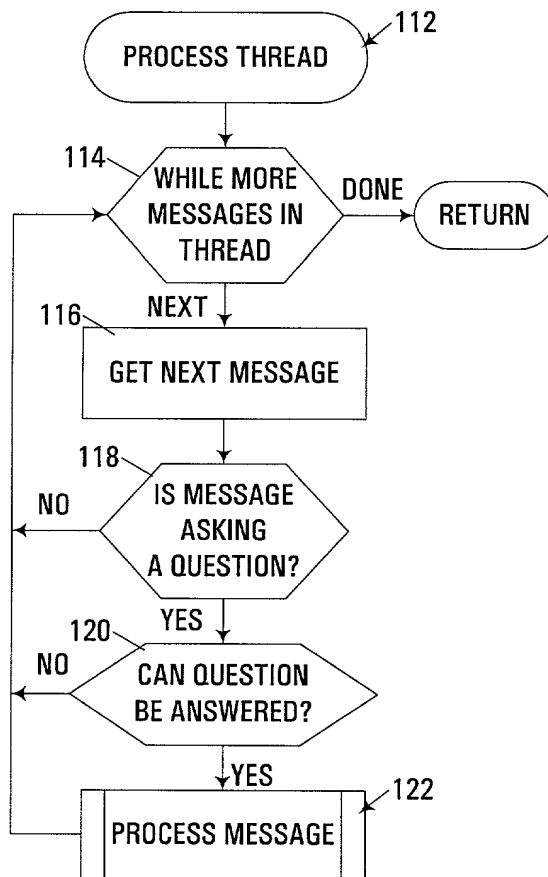 112
PROCESS THREAD
114
WHILE MORE
MESSAGES IN
THREAD
DONE
RETURN
NEXT
116
GET NEXT MESSAGE
118
IS MESSAGE
ASKING
A QUESTION?
NO
YES
120
CAN QUESTION
BE ANSWERED?
NO
YES
122
PROCESS MESSAGE